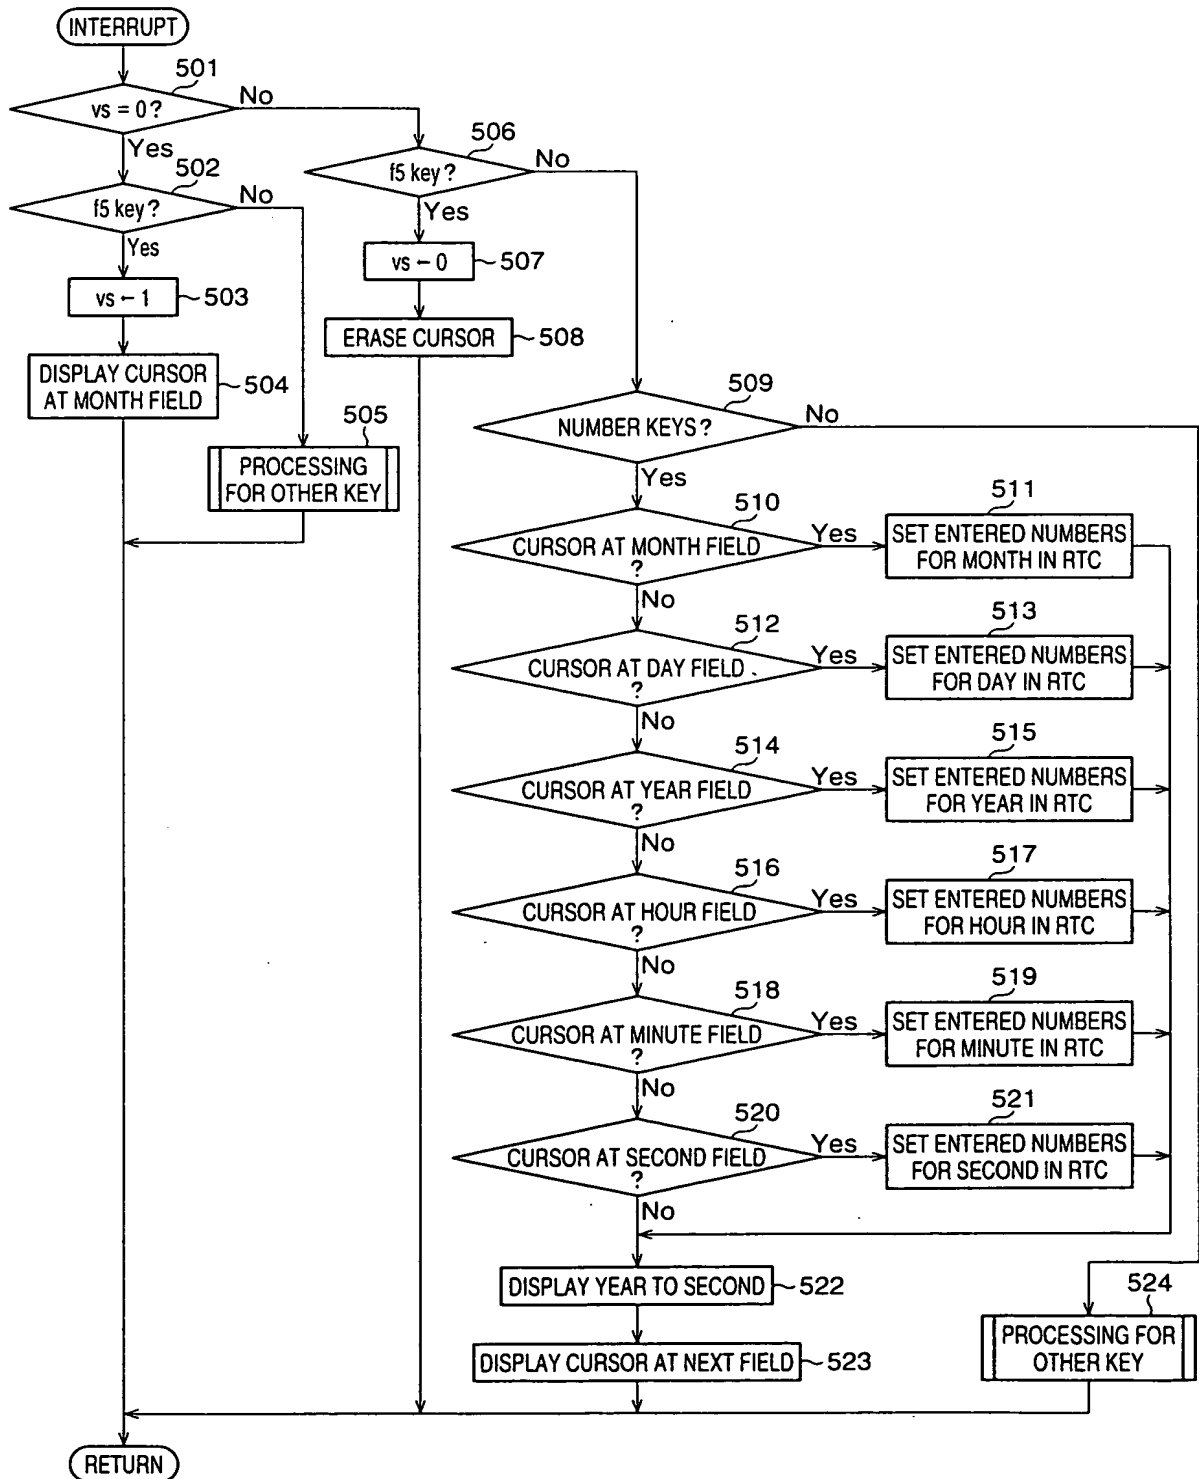 INTERRUPT
501
vs = 0?
No
Yes
502
f5 key?
No
Yes
vs ← 1
503
DISPLAY CURSOR
AT MONTH FIELD
504
505
PROCESSING
FOR OTHER KEY
506
f5 key?
No
Yes
vs ← 0
507
ERASE CURSOR
508
509
NUMBER KEYS?
No
Yes
510
CURSOR AT MONTH FIELD
?
Yes
No
511
SET ENTERED NUMBERS
FOR MONTH IN RTC
512
CURSOR AT DAY FIELD
?
Yes
No
513
SET ENTERED NUMBERS
FOR DAY IN RTC
514
CURSOR AT YEAR FIELD
?
Yes
No
515
SET ENTERED NUMBERS
FOR YEAR IN RTC
516
CURSOR AT HOUR FIELD
?
Yes
No
517
SET ENTERED NUMBERS
FOR HOUR IN RTC
518
CURSOR AT MINUTE FIELD
?
Yes
No
519
SET ENTERED NUMBERS
FOR MINUTE IN RTC
520
CURSOR AT SECOND FIELD
?
Yes
No
521
SET ENTERED NUMBERS
FOR SECOND IN RTC
DISPLAY YEAR TO SECOND
522
DISPLAY CURSOR AT NEXT FIELD
523
524
PROCESSING FOR
OTHER KEY
RETURN